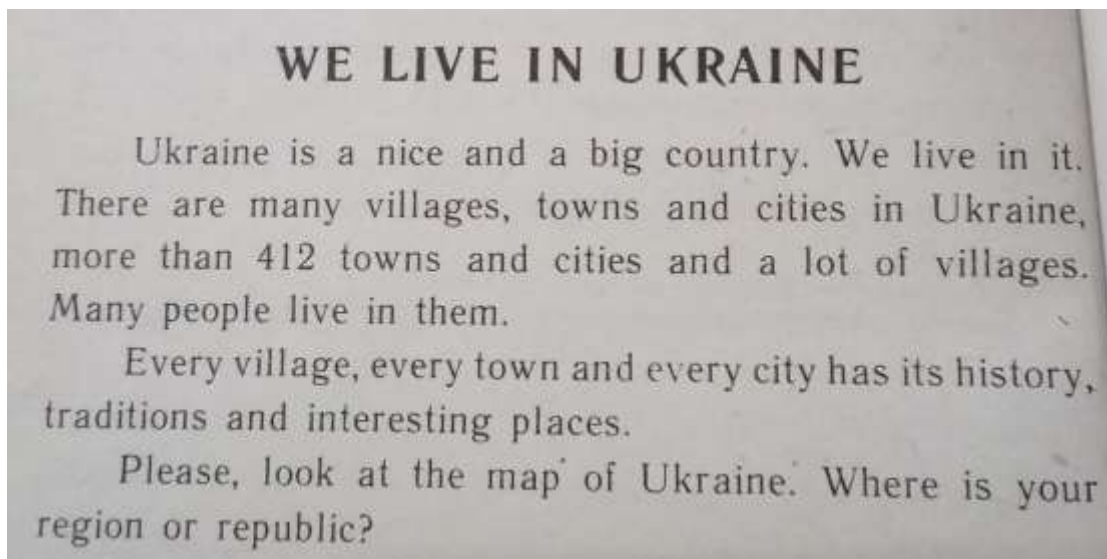 WE LIVE IN UKRAINE
Ukraine is a nice and a big country. We live in it.
There are many villages, towns and cities in Ukraine,
more than 412 towns and cities and a lot of villages.
Many people live in them.
Every village, every town and every city has its history,
traditions and interesting places.
Please, look at the map of Ukraine. Where is your
region or republic?